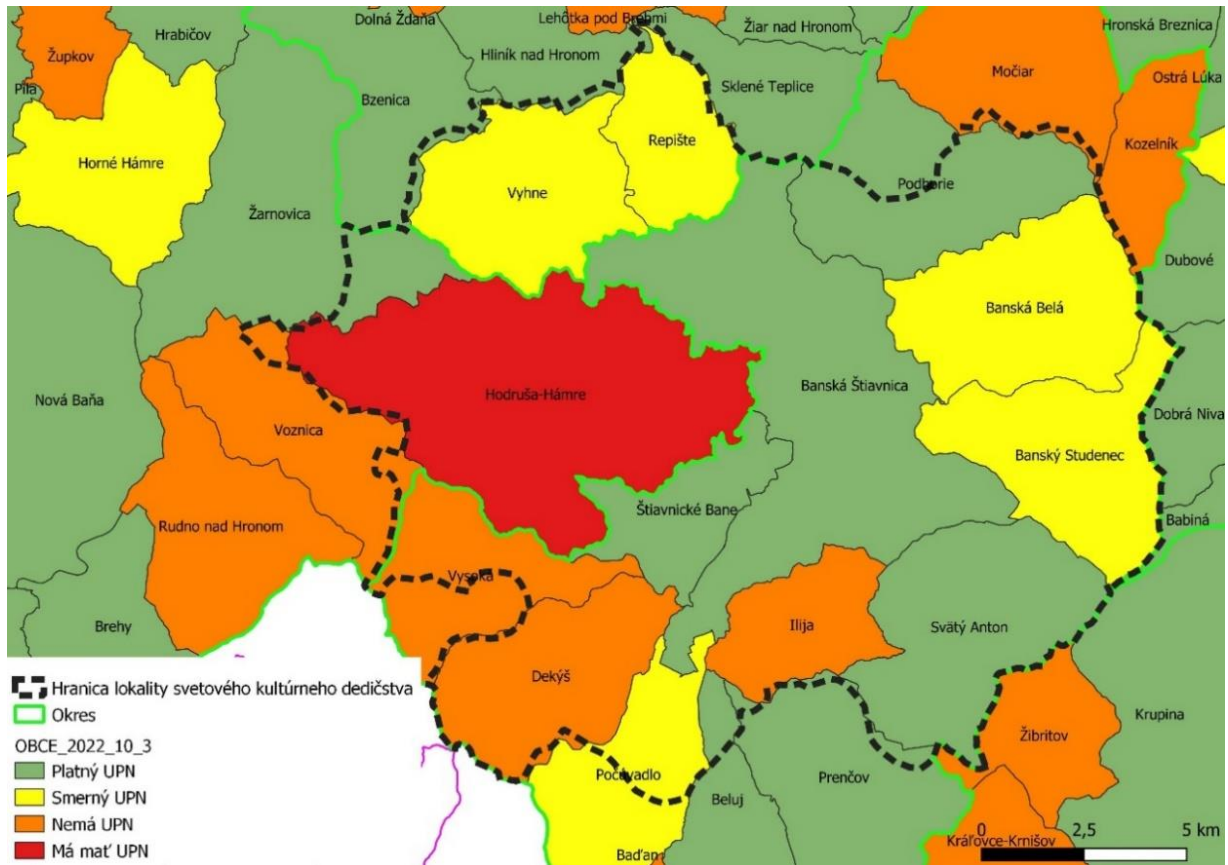 Dolná Ždaňa
Lehôtka pod Brehmi
Hrabičov
Žiar nad Hronom
Hronská Breznica
Župkov
Hliník nad Hronom
Močiar
Ostrá Lúka
Píla
Bzenica
Sklené Teplice
Horné Hámre
Repište
Kozelník
Vyhne
Podhorie
Žarnovica
Dubové
Banská Belá
Nová Baňa
Hodruša-Hámre
Banská Štiavnica
Dobrá Niva
Voznica
Banský Studenec
Štiavnické Bane
Rudno nad Hronom
Babiná
Vysoká
Brehy
Ilija
Svätý Anton
Dekýš
Krupina
Žibritov
Počúvadlo
Prenčov
Beluj
Kráľovce-Krnišov
Baďan
Hranica lokality svetového kultúrneho dedičstva
Okres
OBCE_2022_10_3
Platný UPN
Smerný UPN
Nemá UPN
Má mať UPN
0 2,5 5 km